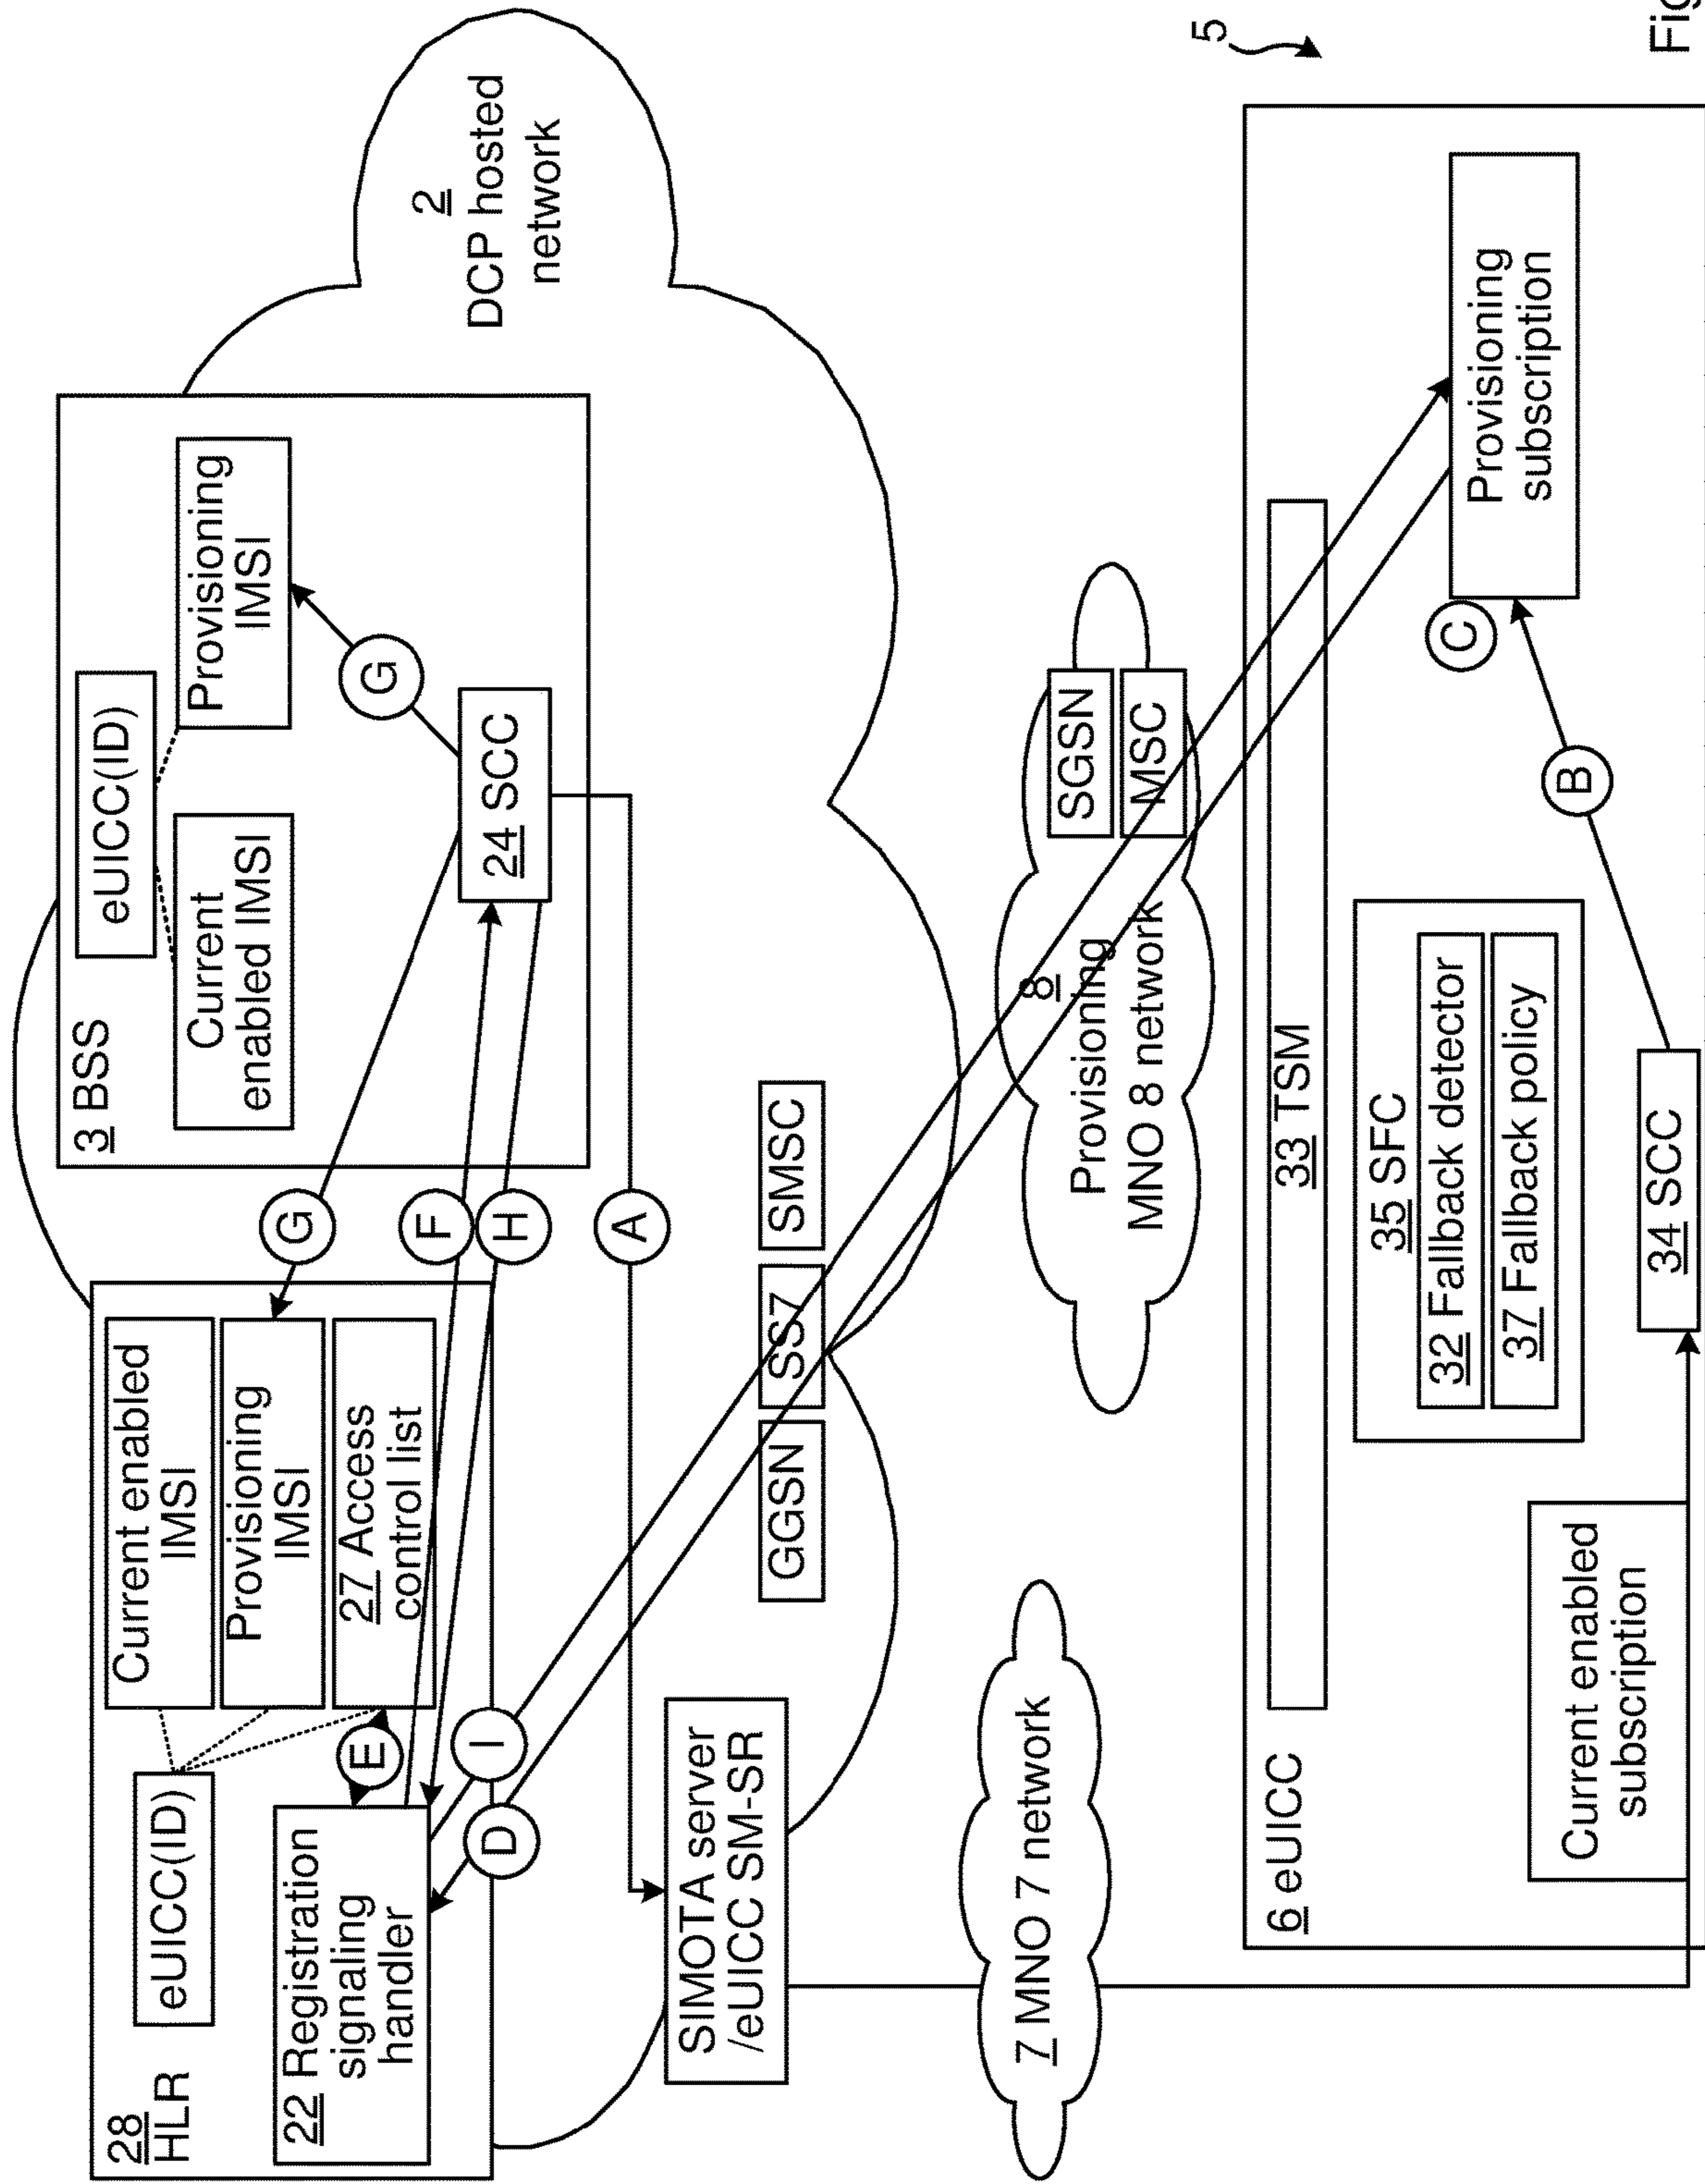 28
HLR
eUICC(ID)
22 Registration
signaling
handler
Current enabled
IMSI
Provisioning
IMSI
27 Access
control list
E
I
D
G
F
H
A
3 BSS
eUICC(ID)
Current
enabled IMSI
Provisioning
IMSI
G
24 SCC
2
DCP hosted
network
SIMOTA server
/eUICC SM-SR
GGSN
SS7
SMSC
7 MNO 7 network
8
Provisioning
MNO 8 network
SGSN
MSC
5
6 eUICC
33 TSM
35 SFC
32 Fallback detector
37 Fallback policy
Current enabled
subscription
34 SCC
B
C
Provisioning
subscription
Fig